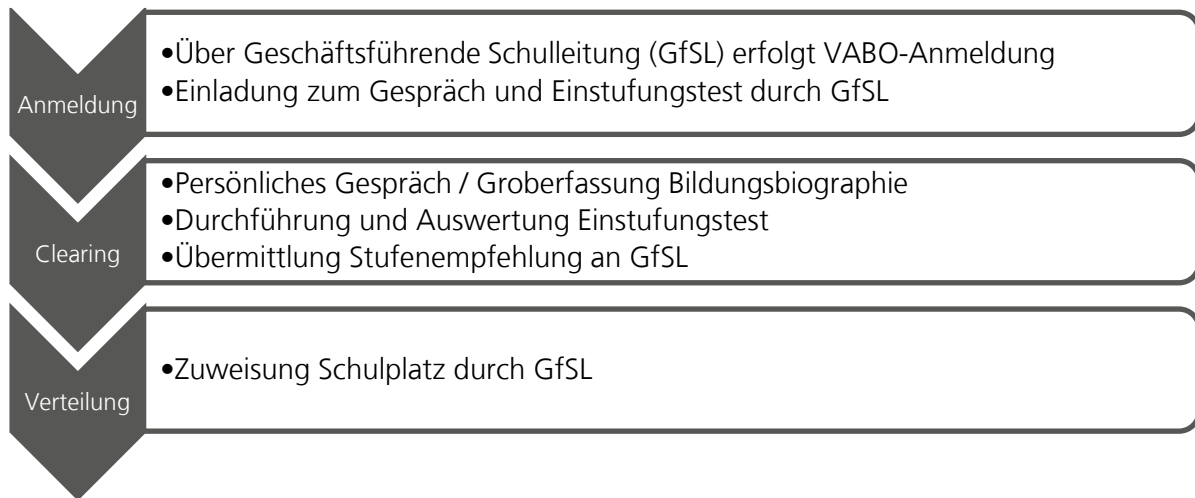 Anmeldung
•Über Geschäftsführende Schulleitung (GfSL) erfolgt VABO-Anmeldung
•Einladung zum Gespräch und Einstufungstest durch GfSL
Clearing
•Persönliches Gespräch / Groberfassung Bildungsbiographie
•Durchführung und Auswertung Einstufungstest
•Übermittlung Stufenempfehlung an GfSL
Verteilung
•Zuweisung Schulplatz durch GfSL